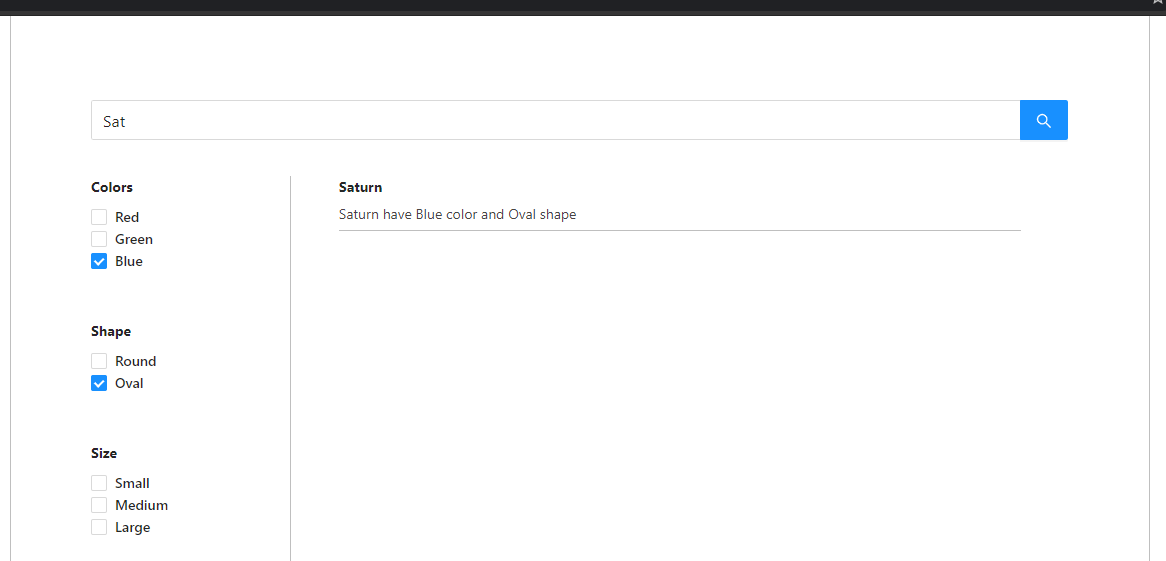 Sat
Colors
Red
Green
Blue
Shape
Round
Oval
Size
Small
Medium
Large
Saturn
Saturn have Blue color and Oval shape